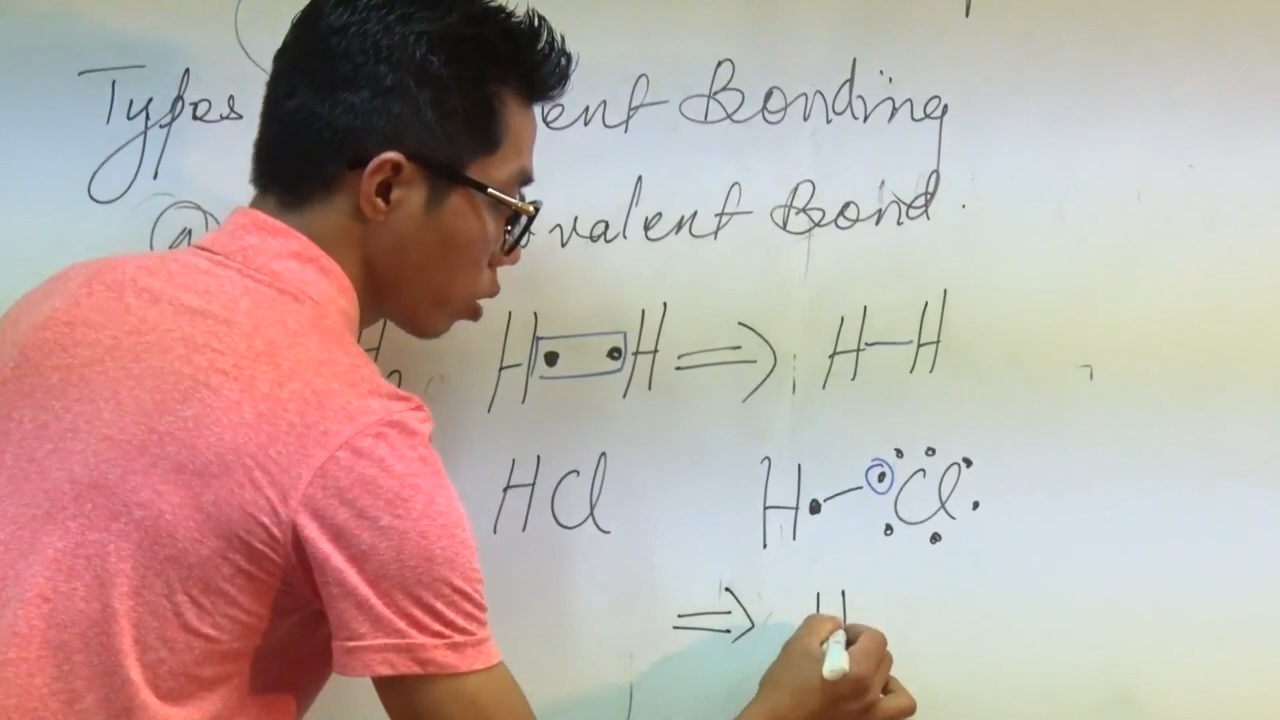 Types ent Bonding
a valent Bond
H H ⇒ H-H
HCl H Cl
⇒ H